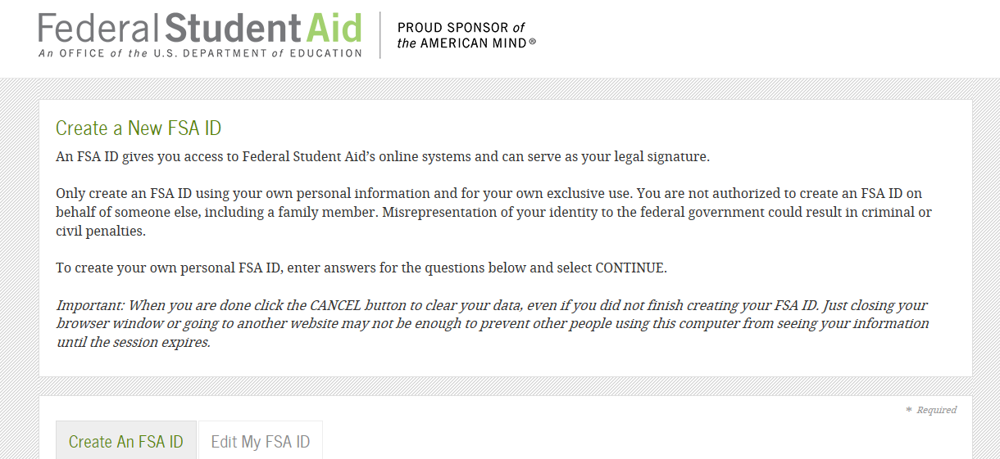 Federal Student Aid
An OFFICE of the U.S. DEPARTMENT of EDUCATION
PROUD SPONSOR of
the AMERICAN MIND®
Create a New FSA ID
An FSA ID gives you access to Federal Student Aid’s online systems and can serve as your legal signature.
Only create an FSA ID using your own personal information and for your own exclusive use. You are not authorized to create an FSA ID on
behalf of someone else, including a family member. Misrepresentation of your identity to the federal government could result in criminal or
civil penalties.
To create your own personal FSA ID, enter answers for the questions below and select CONTINUE.
Important: When you are done click the CANCEL button to clear your data, even if you did not finish creating your FSA ID. Just closing your
browser window or going to another website may not be enough to prevent other people using this computer from seeing your information
until the session expires.
* Required
Create An FSA ID
Edit My FSA ID